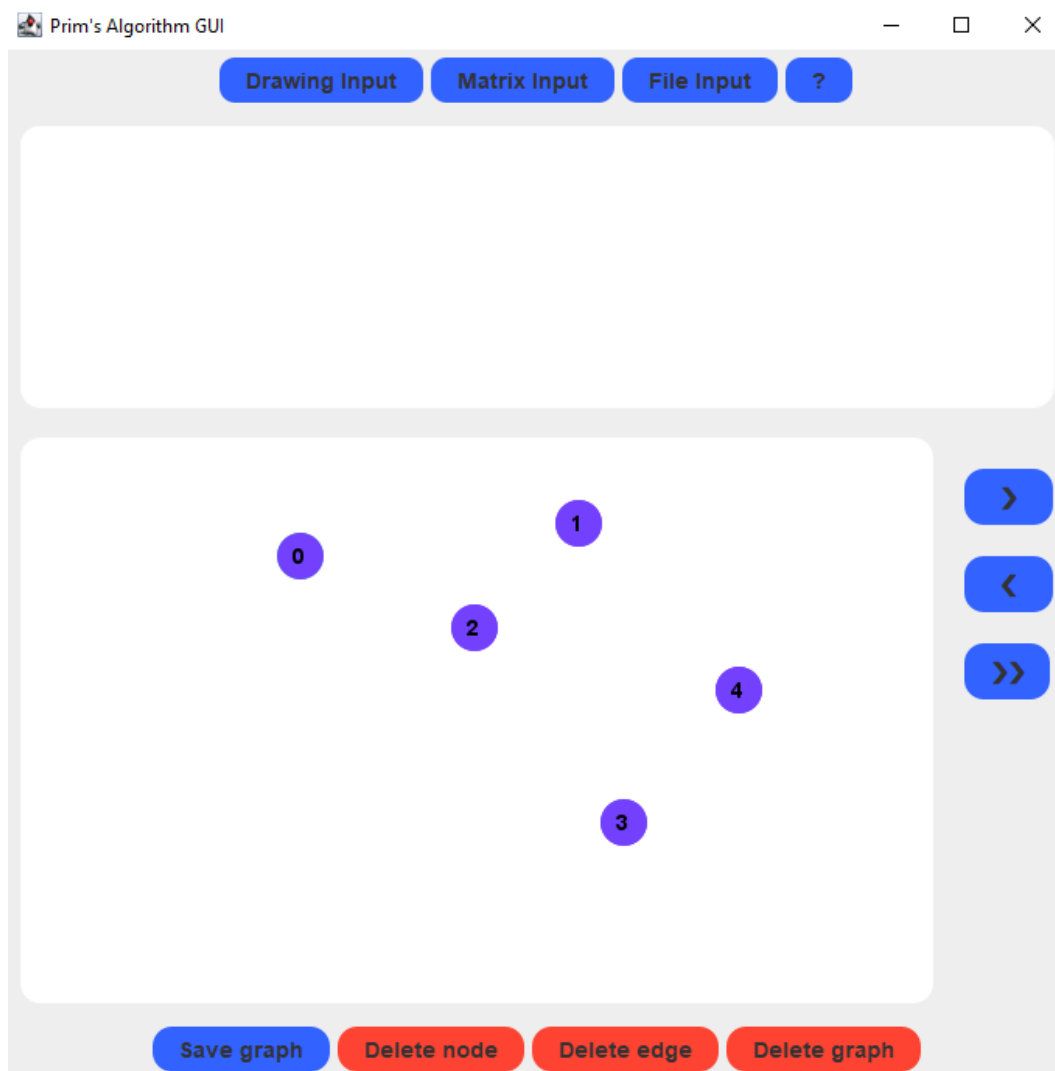 Prim's Algorithm GUI
Drawing Input Matrix Input File Input ?
1
0
2
4
3
❯
❮
❯❯
Save graph Delete node Delete edge Delete graph